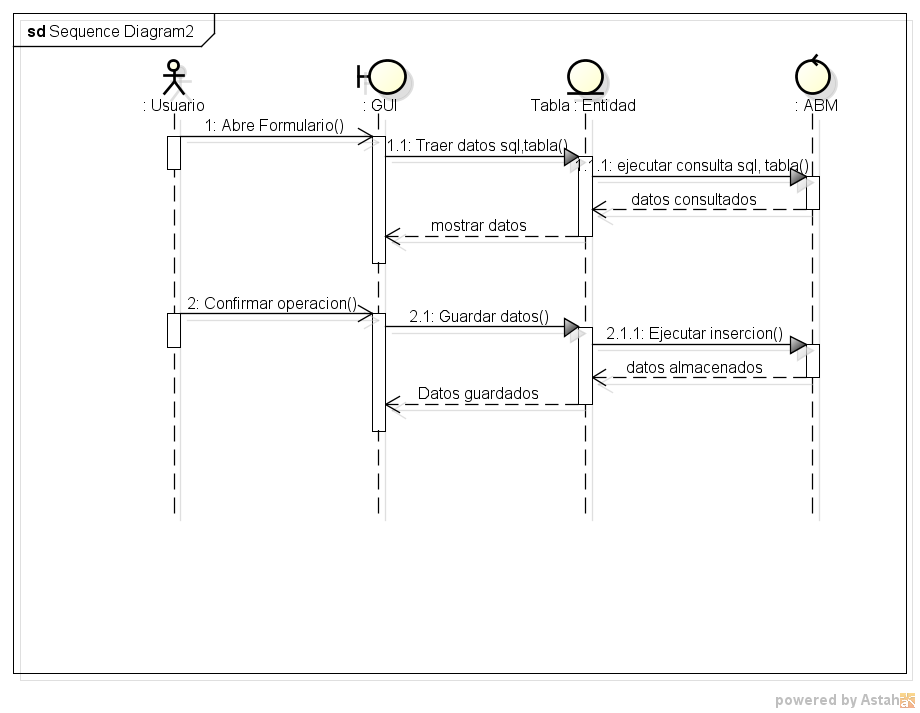 sd Sequence Diagram2
: Usuario
: GUI
Tabla : Entidad
: ABM
1: Abre Formulario()
1.1: Traer datos sql,tabla()
1.1.1: ejecutar consulta sql, tabla()
datos consultados
mostrar datos
2: Confirmar operacion()
2.1: Guardar datos()
2.1.1: Ejecutar insercion()
datos almacenados
Datos guardados
powered by Astah